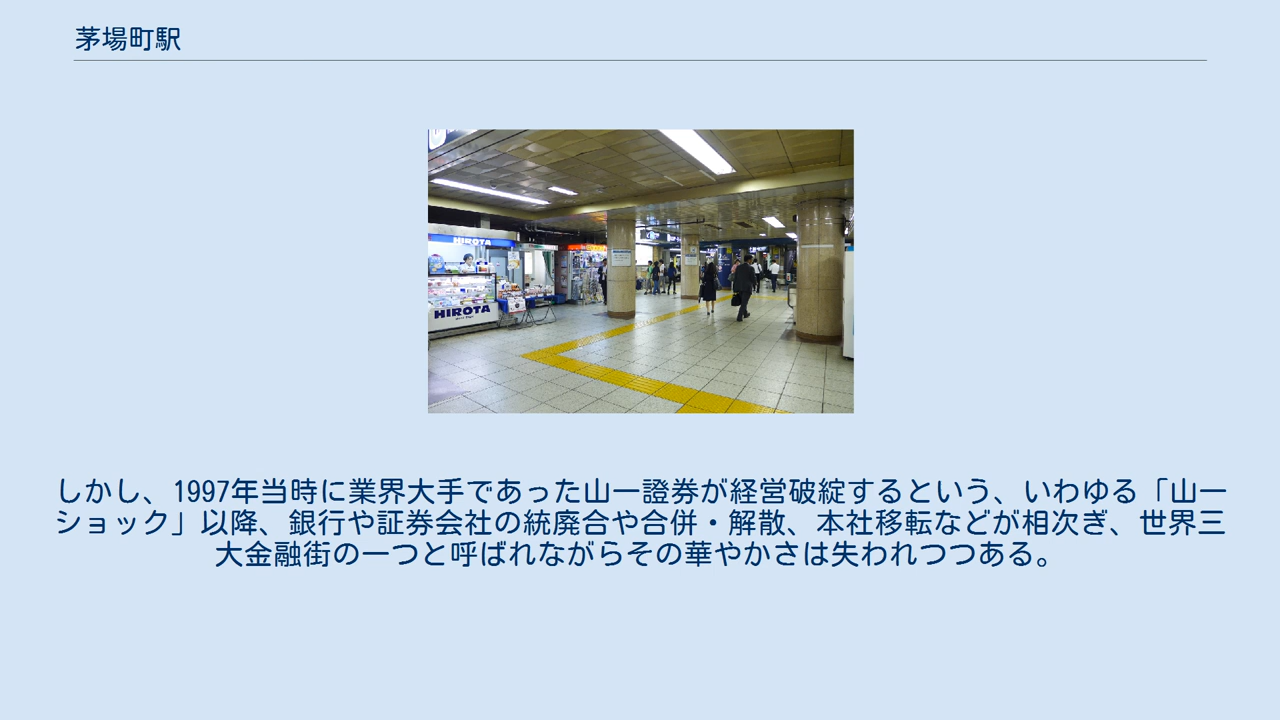 茅場町駅
HIROTA
HIROTA
しかし、1997年当時に業界大手であった山一證券が経営破綻するという、いわゆる「山一
ショック」以降、銀行や証券会社の統廃合や合併・解散、本社移転などが相次ぎ、世界三
大金融街の一つと呼ばれながらその華やかさは失われつつある。